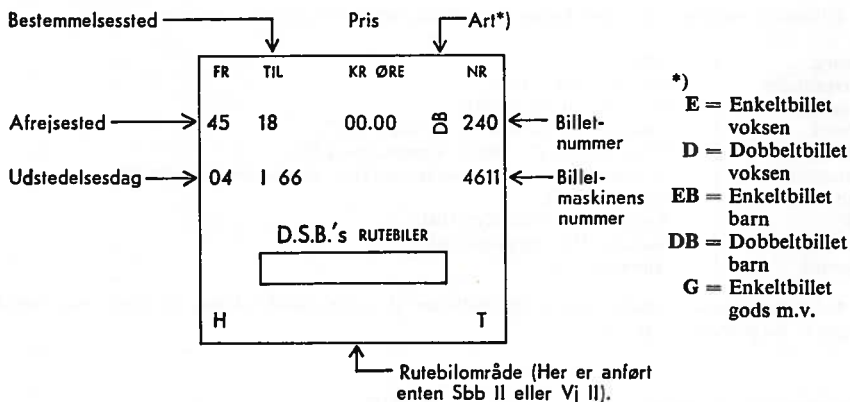 Bestemmelsessted Pris Art*)
FR TIL KR ØRE NR
Afrejsested 45 18 00.00 DB 240 Billet-
nummer
Udstedelsesdag 04 I 66 4611 Billet-
maskinens
nummer
D.S.B.'s RUTEBILER
H T
Rutebilområde (Her er anført
enten Sbb II eller Vj II).
*)
E = Enkeltbillet
voksen
D = Dobbeltbillet
voksen
EB = Enkeltbillet
barn
DB = Dobbeltbillet
barn
G = Enkeltbillet
gods m.v.